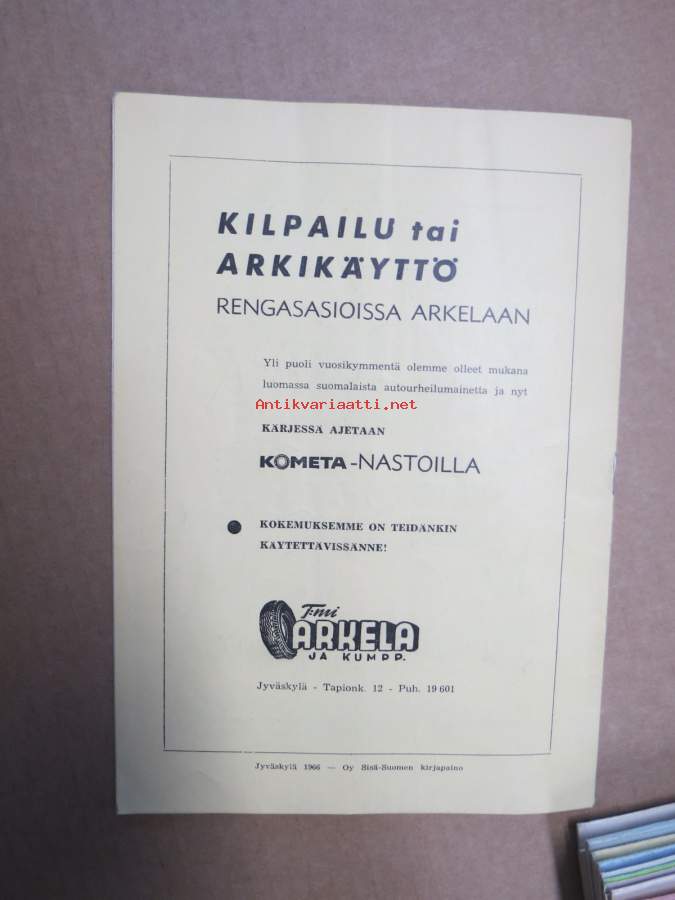 KILPAILU tai
ARKIKÄYTTÖ
RENGASASIOISSA ARKELAAN
Yli puoli vuosikymmentä olemme olleet mukana
luomassa suomalaista autourheilumainetta ja nyt
Antikvariaatti.net
KÄRJESSÄ AJETAAN
KOMETA-NASTOILLA
KOKEMUKSEMME ON TEIDÄNKIN
KÄYTETTÄVISSÄNNE!
T:mi
ARKELA
JA KUMPP.
Jyväskylä - Tapionk. 12 - Puh. 19 601
Jyväskylä 1966 — Oy Sisä-Suomen kirjapaino